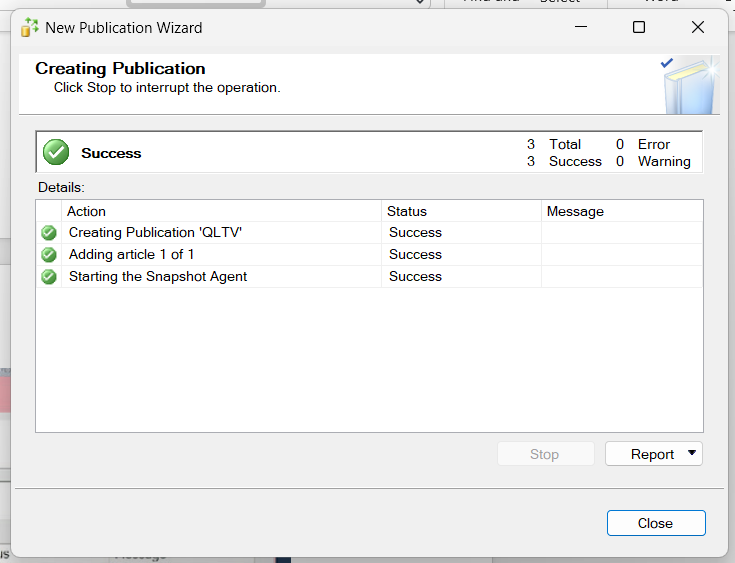 New Publication Wizard
Creating Publication
Click Stop to interrupt the operation.
Success
3 Total 0 Error
3 Success 0 Warning
Details:
Action Status Message
Creating Publication 'QLTV' Success
Adding article 1 of 1 Success
Starting the Snapshot Agent Success
Stop Report
Close